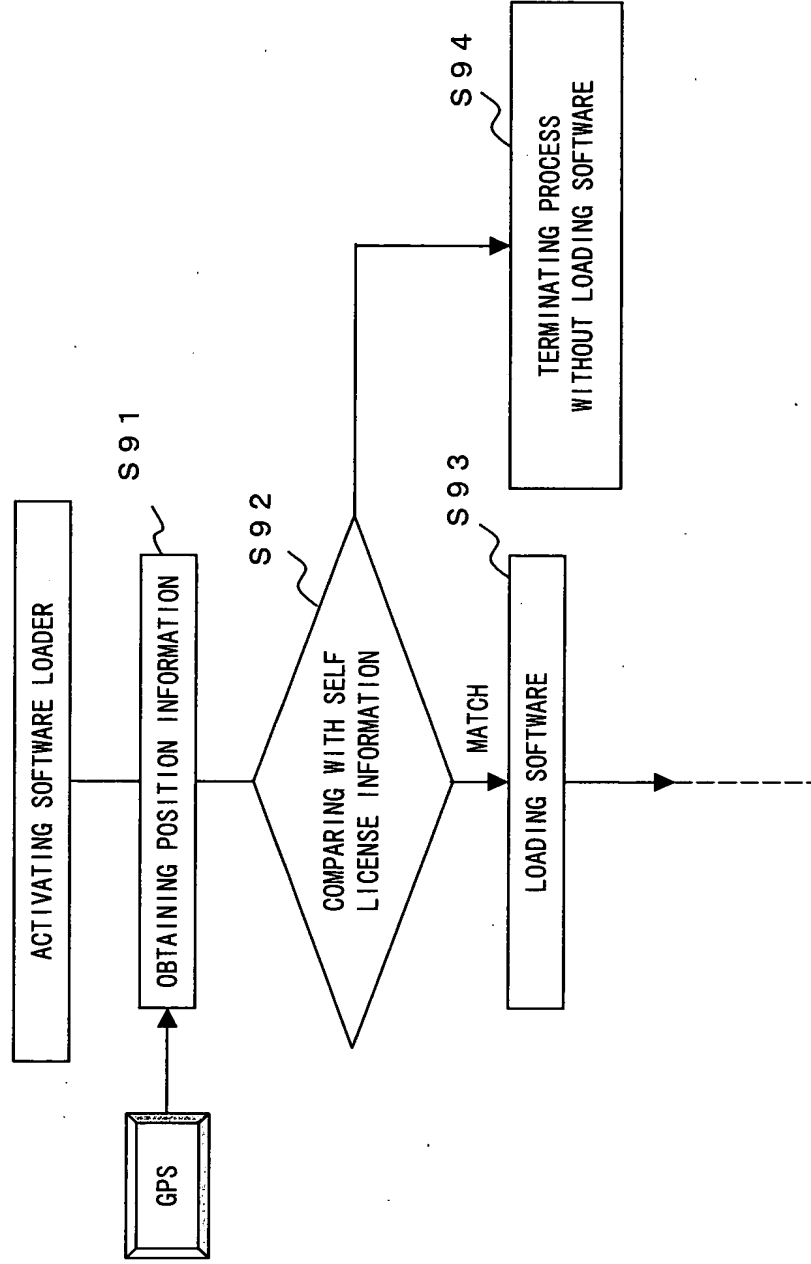 ACTIVATING SOFTWARE LOADER
S91
GPS
OBTAINING POSITION INFORMATION
S92
COMPARING WITH SELF
LICENSE INFORMATION
MATCH
S93
LOADING SOFTWARE
S94
TERMINATING PROCESS
WITHOUT LOADING SOFTWARE